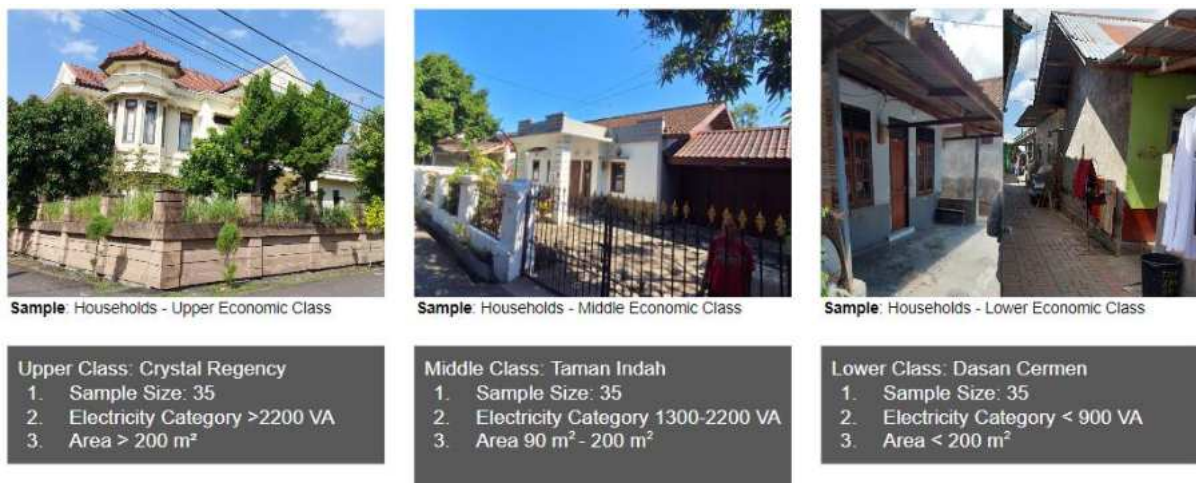 Sample: Households - Upper Economic Class
Sample: Households - Middle Economic Class
Sample: Households - Lower Economic Class
Upper Class: Crystal Regency
1. Sample Size: 35
2. Electricity Category >2200 VA
3. Area > 200 m²
Middle Class: Taman Indah
1. Sample Size: 35
2. Electricity Category 1300-2200 VA
3. Area 90 m² - 200 m²
Lower Class: Dasan Cermen
1. Sample Size: 35
2. Electricity Category < 900 VA
3. Area < 200 m²